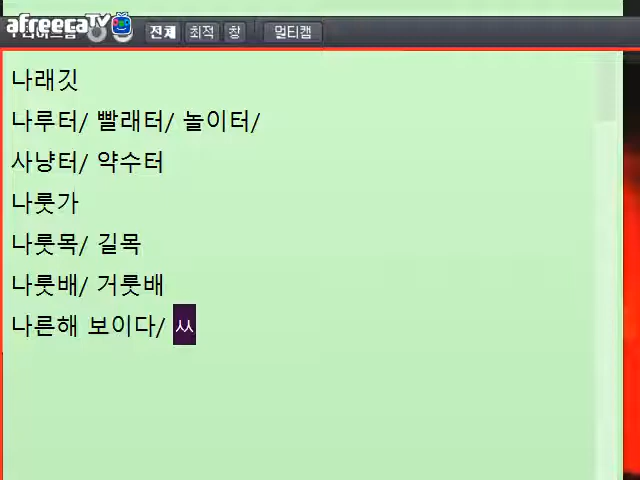 afreecaTV
전체 최적 창 멀티캡
나래깃
나루터/ 빨래터/ 놀이터/
사냥터/ 약수터
나룻가
나룻목/ 길목
나룻배/ 거룻배
나른해 보이다/ ㅆ